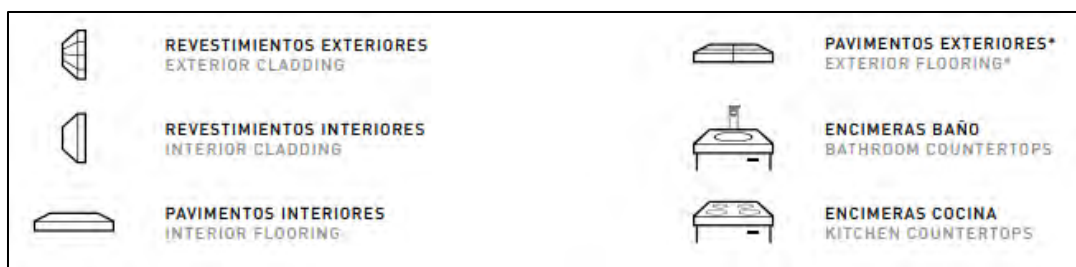 REVESTIMIENTOS EXTERIORES
EXTERIOR CLADDING
REVESTIMIENTOS INTERIORES
INTERIOR CLADDING
PAVIMENTOS INTERIORES
INTERIOR FLOORING
PAVIMENTOS EXTERIORES*
EXTERIOR FLOORING*
ENCIMERAS BAÑO
BATHROOM COUNTERTOPS
ENCIMERAS COCINA
KITCHEN COUNTERTOPS